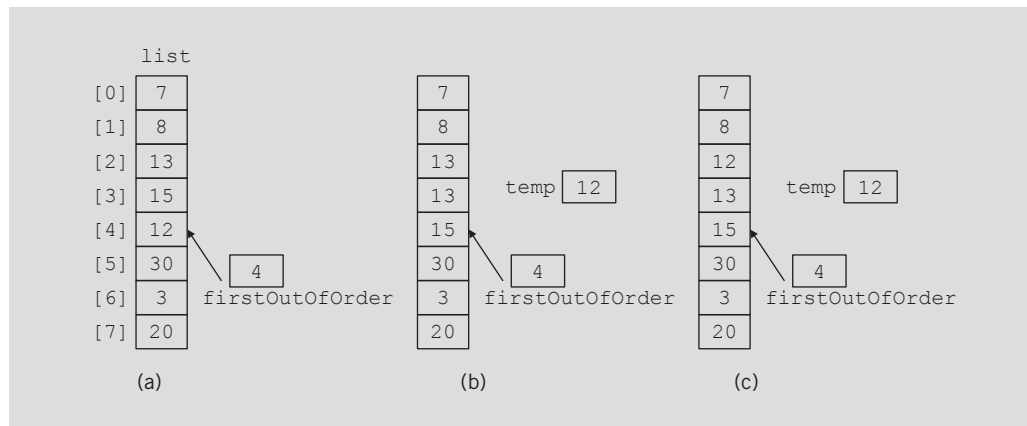 list
[0] 7 7 7
[1] 8 8 8
[2] 13 13 12
[3] 15 13 temp 12 13 temp 12
[4] 12 15 15
[5] 30 4 30 4 30 4
[6] 3 firstOutOfOrder 3 firstOutOfOrder 3 firstOutOfOrder
[7] 20 20 20
(a) (b) (c)